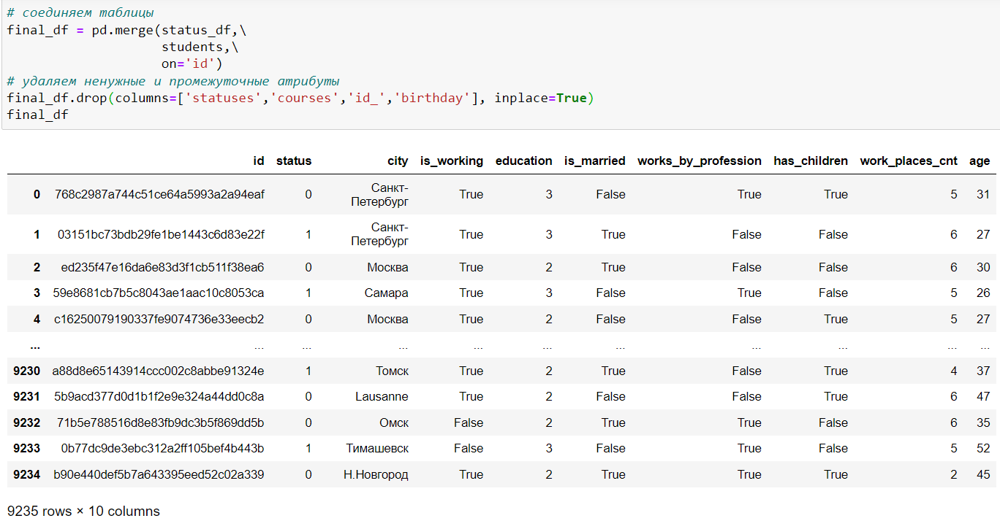 # соединяем таблицы
final_df = pd.merge(status_df,\
students,\
on='id')
# удаляем ненужные и промежуточные атрибуты
final_df.drop(columns=['statuses','courses','id_','birthday'], inplace=True)
final_df
id status city is_working education is_married works_by_profession has_children work_places_cnt age
0 768c2987a744c51ce64a5993a2a94eaf 0 Санкт-Петербург True 3 False True True 5 31
1 03151bc73bdb29fe1be1443c6d83e22f 1 Санкт-Петербург True 3 True False False 6 27
2 ed235f47e16da6e83d3f1cb511f38ea6 0 Москва True 2 True False False 6 30
3 59e8681cb7b5c8043ae1aac10c8053ca 1 Самара True 3 False True False 5 26
4 c16250079190337fe9074736e33eecb2 0 Москва True 2 False False True 5 27
... ... ... ... ... ... ... ... ... ... ...
9230 a88d8e65143914ccc002c8abbe91324e 1 Томск True 2 True False True 4 37
9231 5b9acd377d0d1b1f2e9e324a44dd0c8a 0 Lausanne True 2 False False True 6 47
9232 71b5e788516d8e83fb9dc3b5f869dd5b 0 Омск False 2 True True False 6 35
9233 0b77dc9de3ebc312a2ff105bef4b443b 1 Тимашевск False 3 False True False 5 52
9234 b90e440def5b7a643395eed52c02a339 0 Н.Новгород True 2 True True True 2 45
9235 rows × 10 columns